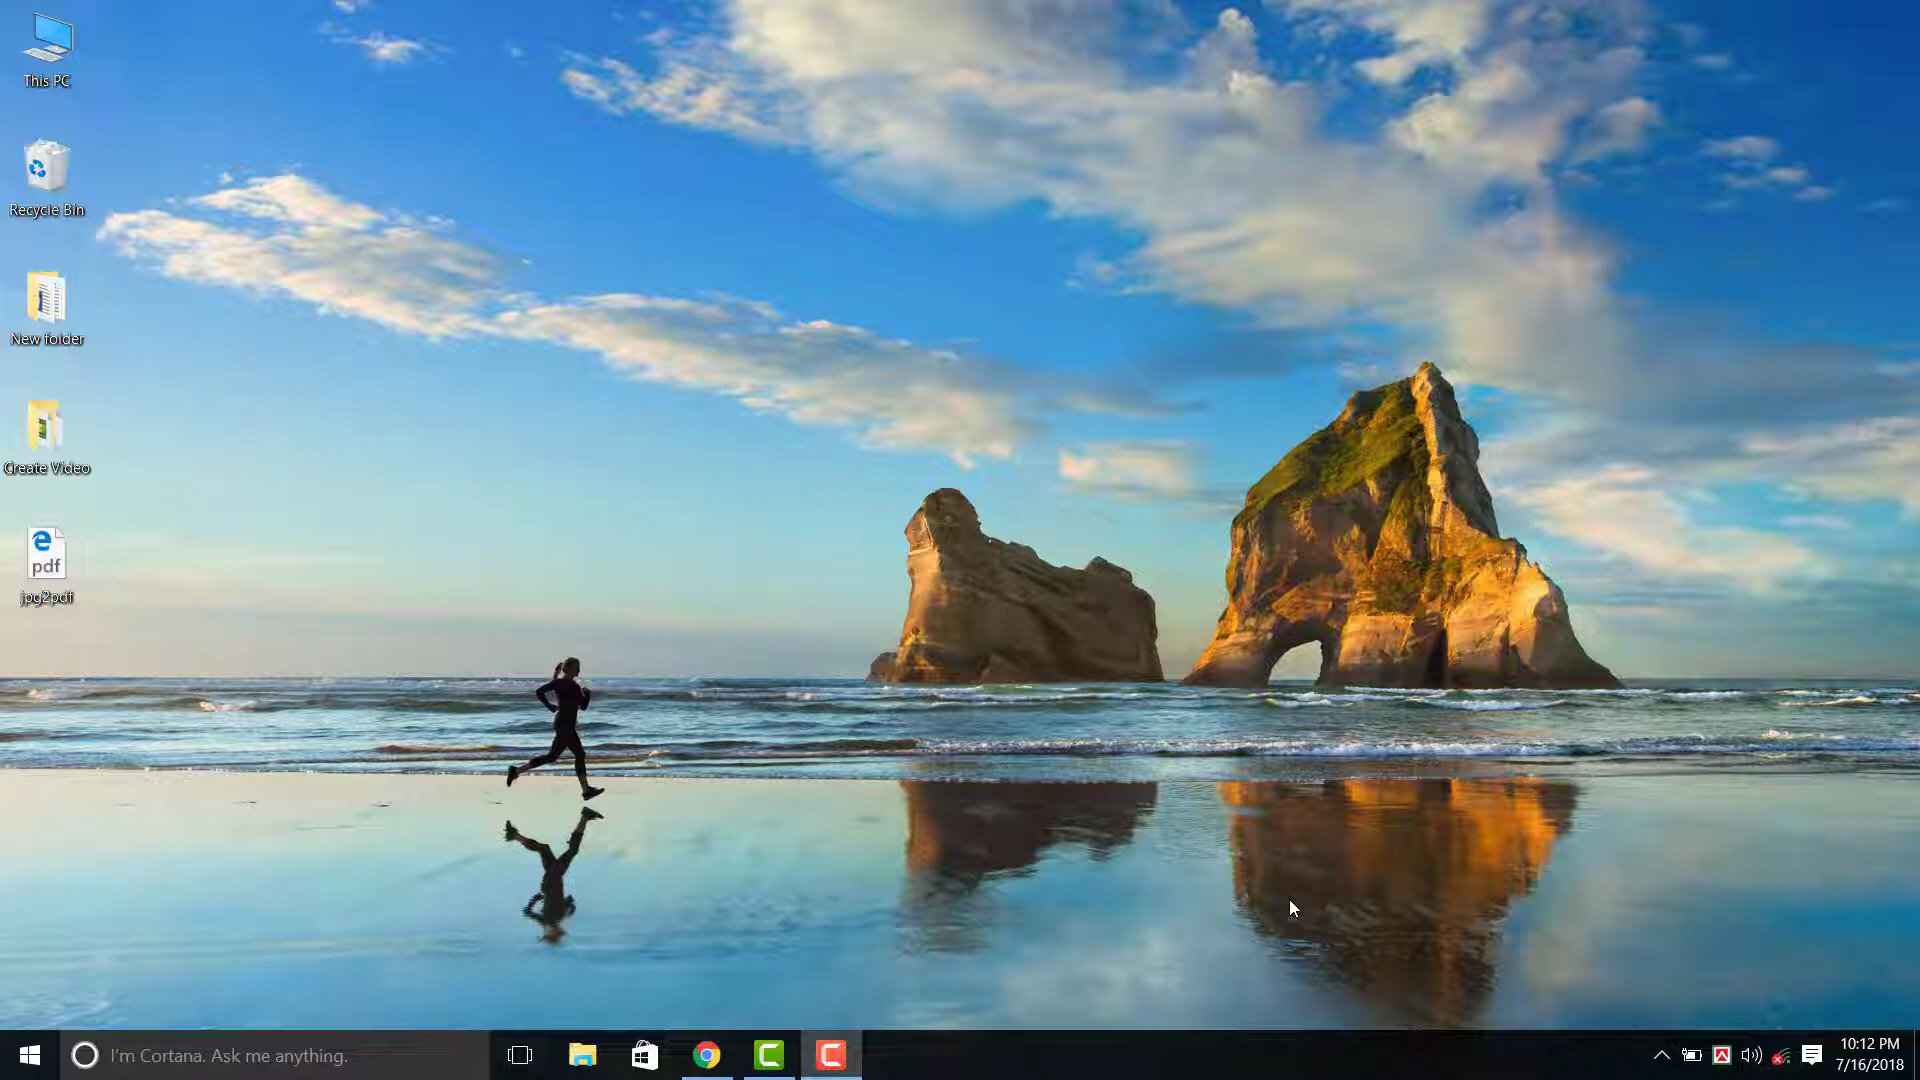 This PC
Recycle Bin
New folder
Create Video
pdf
jpg2pdf
I'm Cortana. Ask me anything.
10:12 PM
7/16/2018